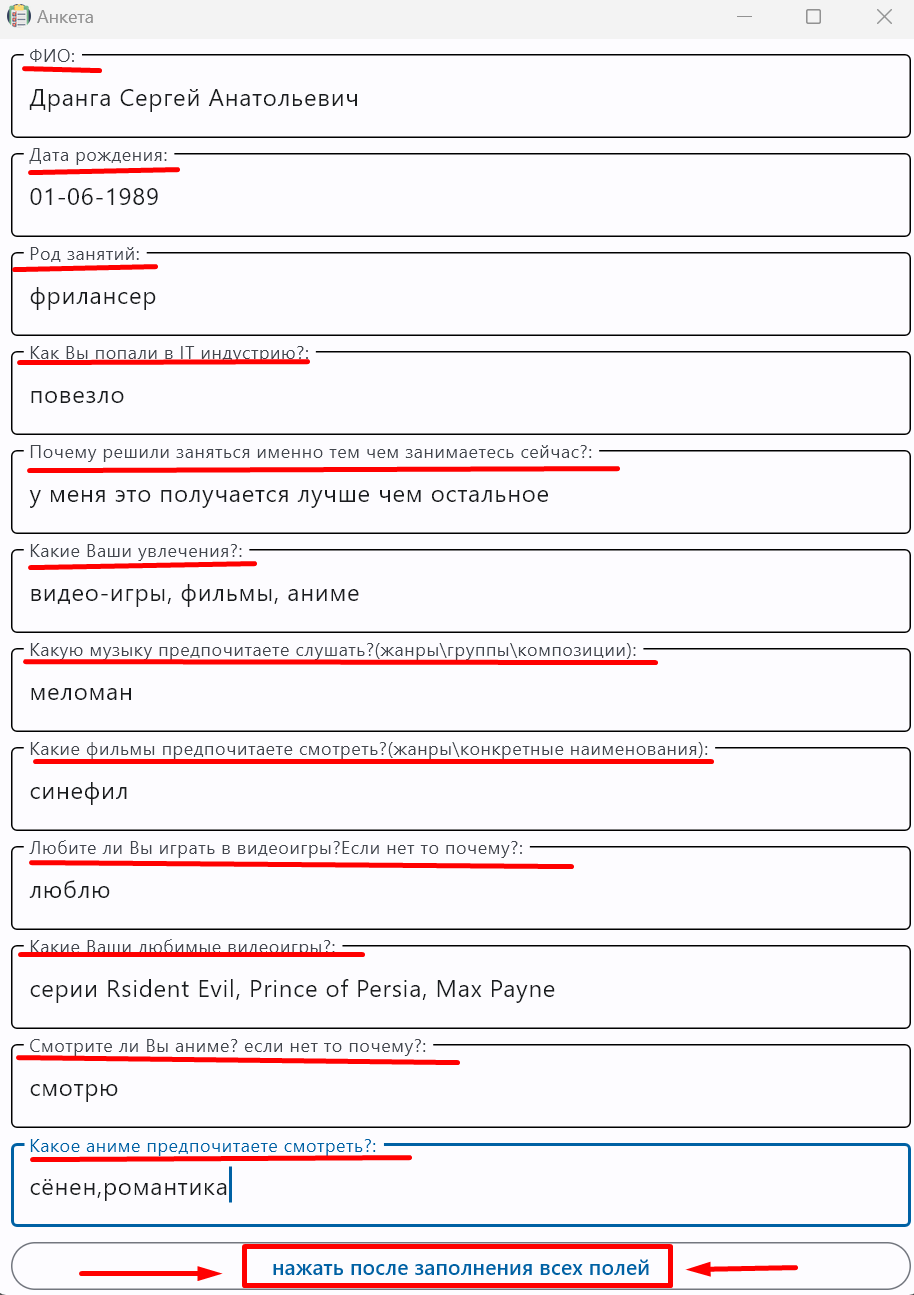 Анкета
ФИО:
Дранга Сергей Анатольевич
Дата рождения:
01-06-1989
Род занятий:
фрилансер
Как Вы попали в IT индустрию?:
повезло
Почему решили заняться именно тем чем занимаетесь сейчас?:
у меня это получается лучше чем остальное
Какие Ваши увлечения?:
видео-игры, фильмы, аниме
Какую музыку предпочитаете слушать?(жанры\группы\композиции):
меломан
Какие фильмы предпочитаете смотреть?(жанры\конкретные наименования):
синефил
Любите ли Вы играть в видеоигры?Если нет то почему?:
люблю
Какие Ваши любимые видеоигры?:
серии Rsident Evil, Prince of Persia, Max Payne
Смотрите ли Вы аниме? если нет то почему?:
смотрю
Какое аниме предпочитаете смотреть?:
сёнен,романтика
нажать после заполнения всех полей